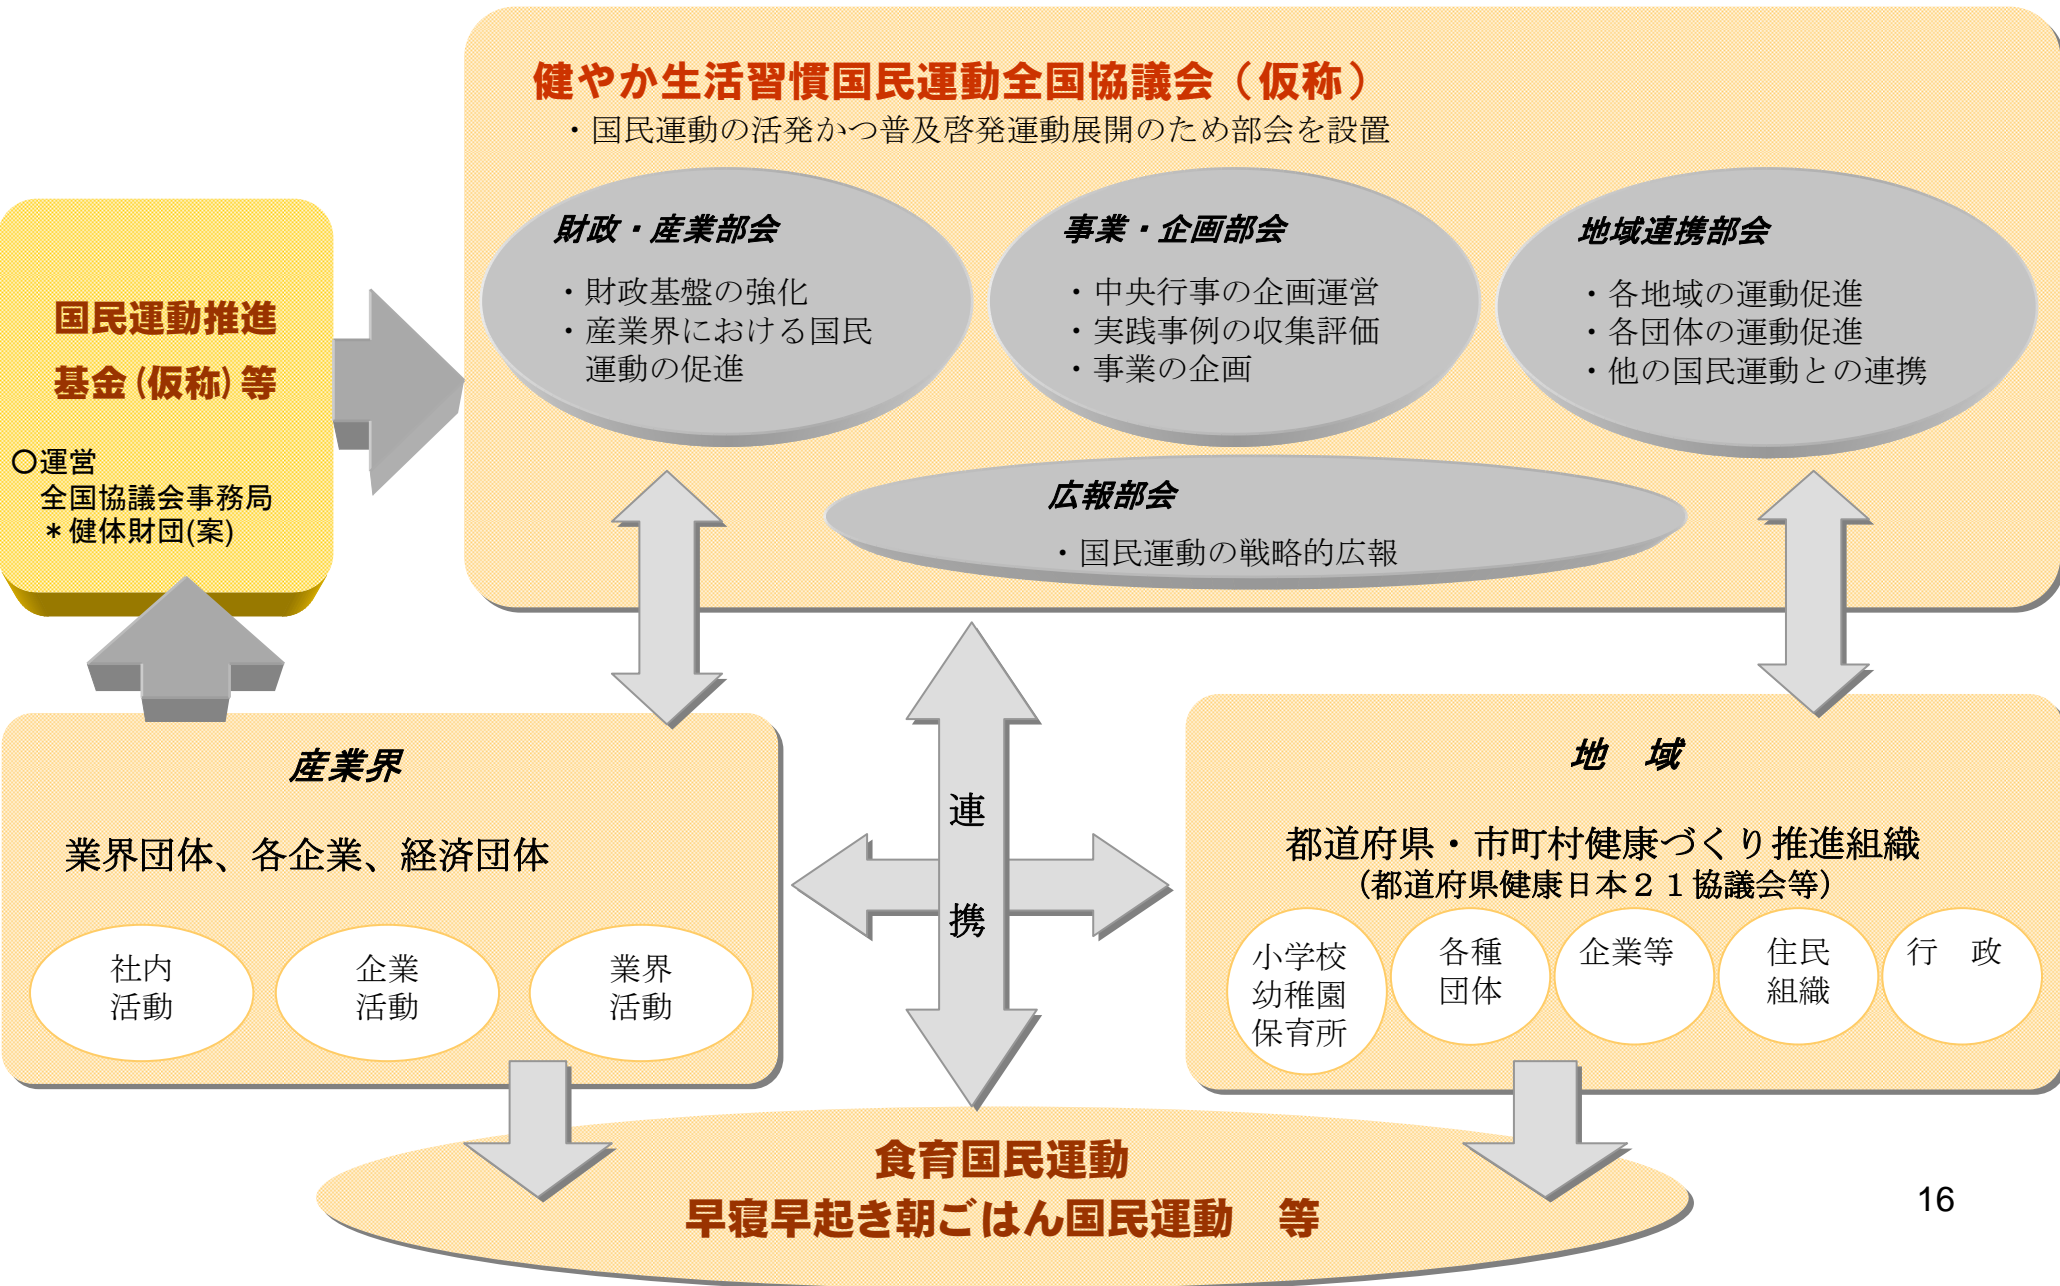 健やか生活習慣国民運動全国協議会（仮称）
・国民運動の活発かつ普及啓発運動展開のため部会を設置
財政・産業部会
・財政基盤の強化
・産業界における国民
運動の促進
事業・企画部会
・中央行事の企画運営
・実践事例の収集評価
・事業の企画
地域連携部会
・各地域の運動促進
・各団体の運動促進
・他の国民運動との連携
広報部会
・国民運動の戦略的広報
国民運動推進
基金(仮称)等
〇運営
全国協議会事務局
＊健体財団(案)
産業界
業界団体、各企業、経済団体
社内
活動
企業
活動
業界
活動
連
携
地　域
都道府県・市町村健康づくり推進組織
(都道府県健康日本２１協議会等)
小学校
幼稚園
保育所
各種
団体
企業等
住民
組織
行　政
食育国民運動
早寝早起き朝ごはん国民運動　等
16